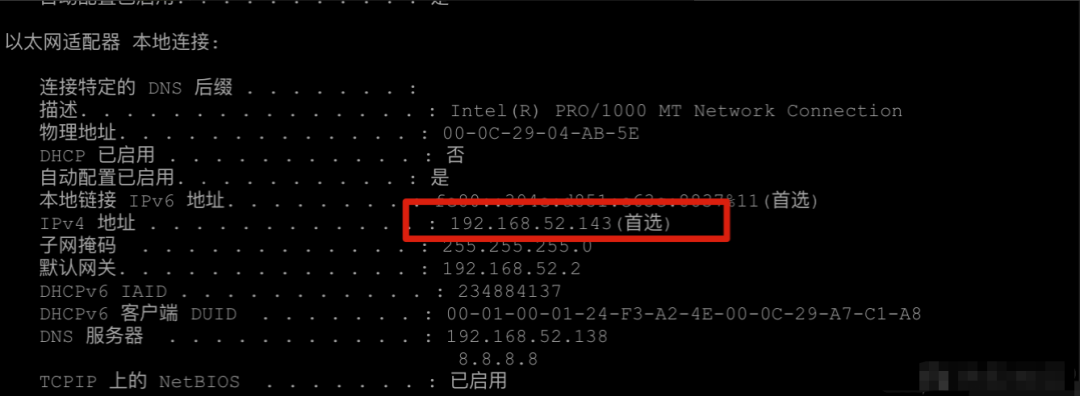 自动配置已启用. . . . . . . . . . . : 是
以太网适配器 本地连接:
连接特定的 DNS 后缀 . . . . . . . :
描述. . . . . . . . . . . . . . . : Intel(R) PRO/1000 MT Network Connection
物理地址. . . . . . . . . . . . . : 00-0C-29-04-AB-5E
DHCP 已启用 . . . . . . . . . . . : 否
自动配置已启用. . . . . . . . . . : 是
本地链接 IPv6 地址. . . . . . . . : (首选)
IPv4 地址 . . . . . . . . . . . . : 192.168.52.143(首选)
子网掩码 . . . . . . . . . . . . : 255.255.255.0
默认网关. . . . . . . . . . . . . : 192.168.52.2
DHCPv6 IAID . . . . . . . . . . . : 234884137
DHCPv6 客户端 DUID . . . . . . . : 00-01-00-01-24-F3-A2-4E-00-0C-29-A7-C1-A8
DNS 服务器 . . . . . . . . . . . : 192.168.52.138
8.8.8.8
TCPIP 上的 NetBIOS . . . . . . . : 已启用